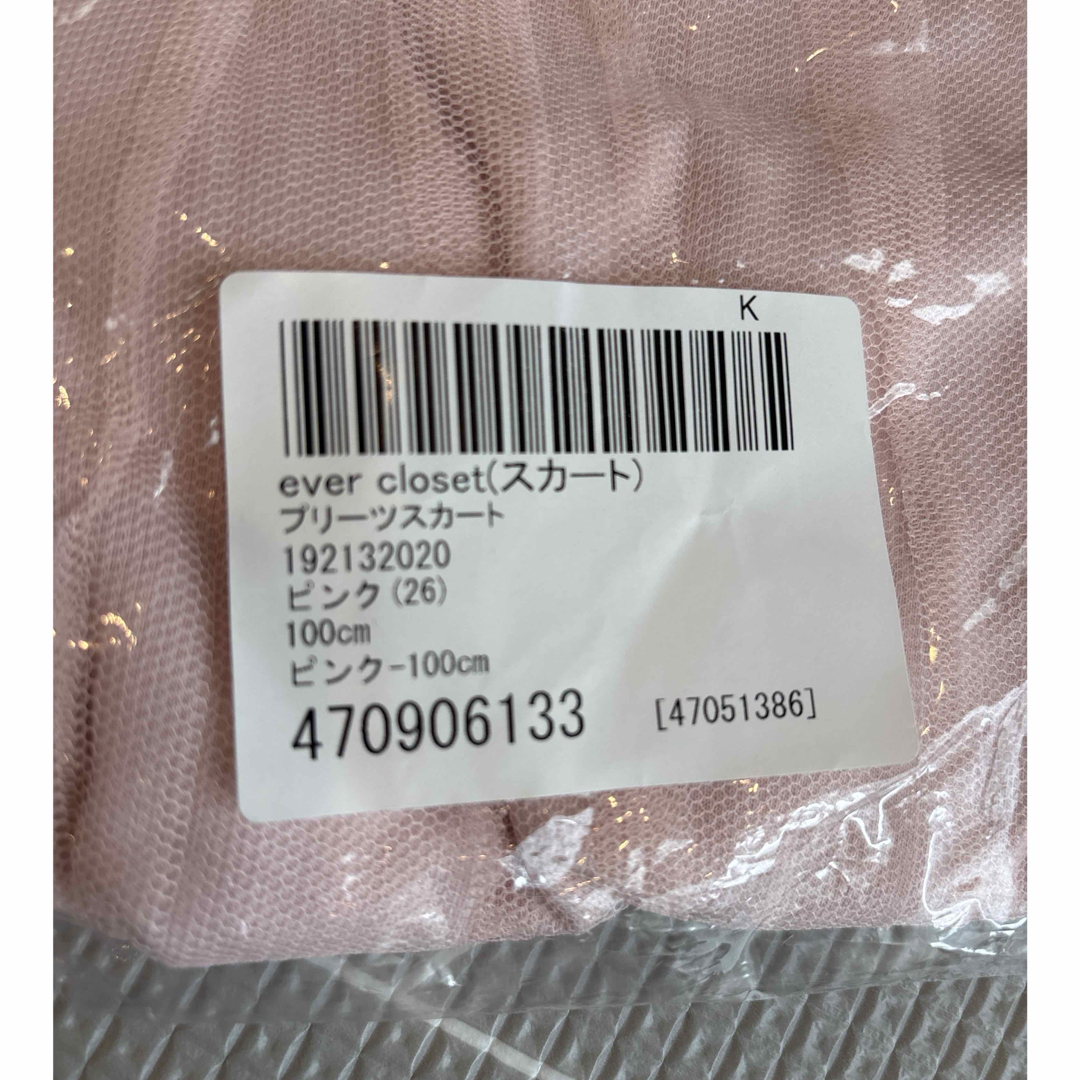 K
ever closet(スカート)
プリーツスカート
192132020
ピンク(26)
100cm
ピンク-100cm
470906133 [47051386]